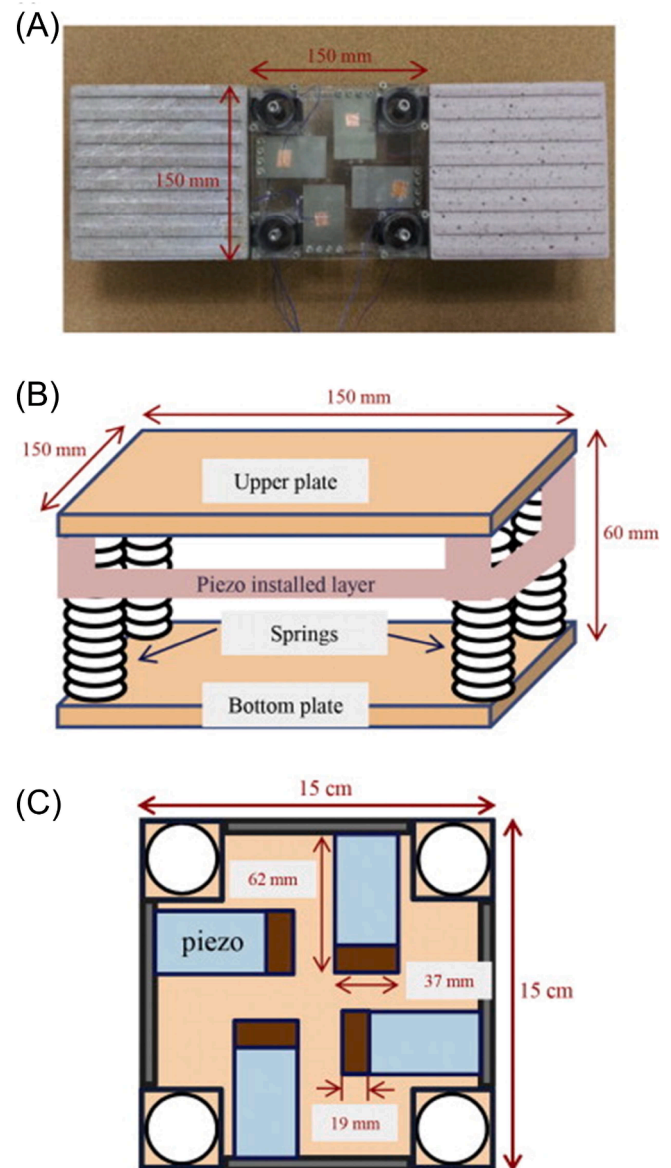 (A)
150 mm
150 mm
(B)
150 mm
150 mm
Upper plate
60 mm
Piezo installed layer
Springs
Bottom plate
(C)
15 cm
62 mm
piezo
37 mm
15 cm
19 mm